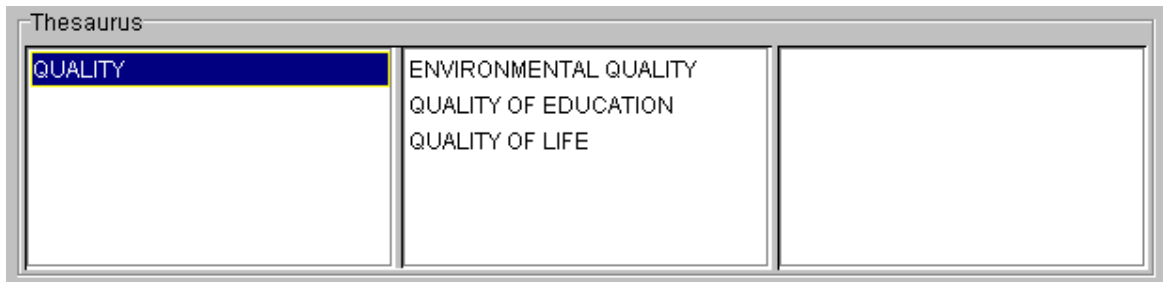 Thesaurus
QUALITY
ENVIRONMENTAL QUALITY
QUALITY OF EDUCATION
QUALITY OF LIFE